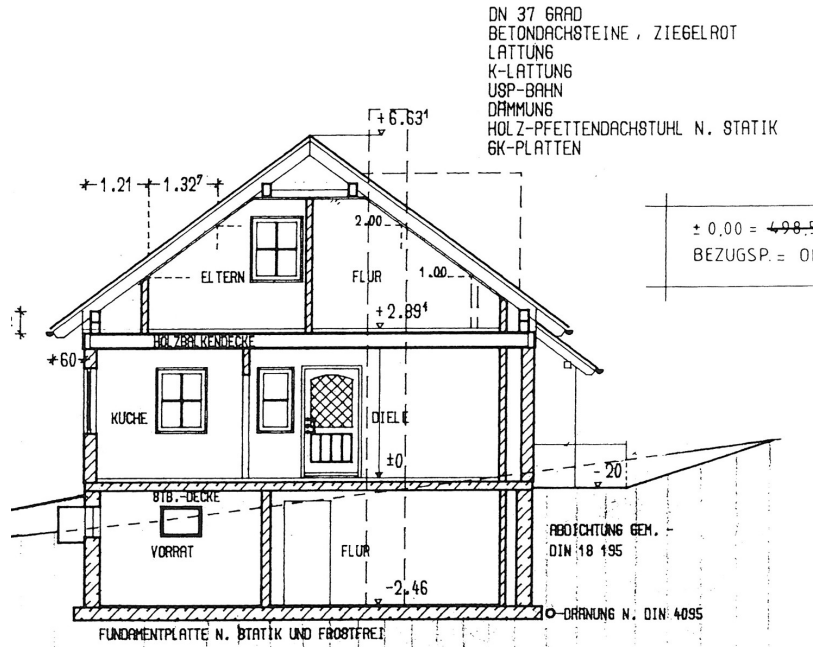 DN 37 GRAD
BETONDACHSTEINE, ZIEGELROT
LATTUNG
K-LATTUNG
USP-BAHN
DÄMMUNG
HOLZ-PFETTENDACHSTUHL N. STATIK
GK-PLATTEN
+6.63⁴
1.21 1.32⁷
2.00
± 0,00 =
ELTERN FLUR 1.00
BEZUGSP. =
+2.89⁴
HOLZBALKENDECKE
60
KÜCHE DIELE
±0
-20
STB.-DECKE
ABDICHTUNG GEM.
DIN 18 195
VORRAT FLUR
-2.46
DRÄNUNG N. DIN 4095
FUNDAMENTPLATTE N. STATIK UND FROSTFREI